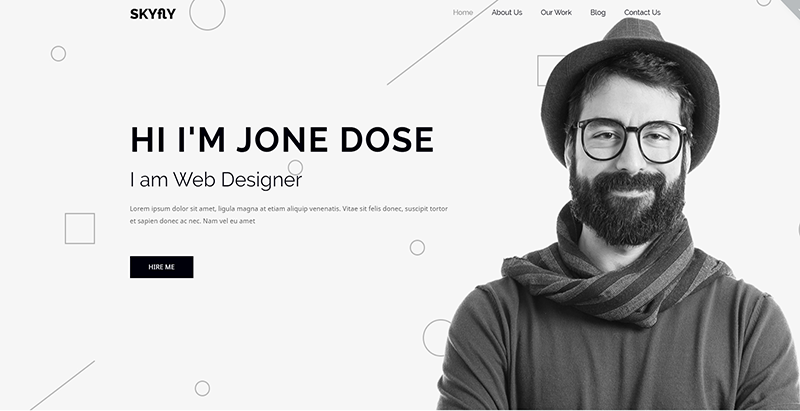 SKYflY
Home About Us Our Work Blog Contact Us
HI I'M JONE DOSE
I am Web Designer
Lorem ipsum dolor sit amet, ligula magna at etiam aliquip venenatis. Vitae sit felis donec, suscipit tortor
et sapien donec ac nec. Nam vel eu amet
HIRE ME